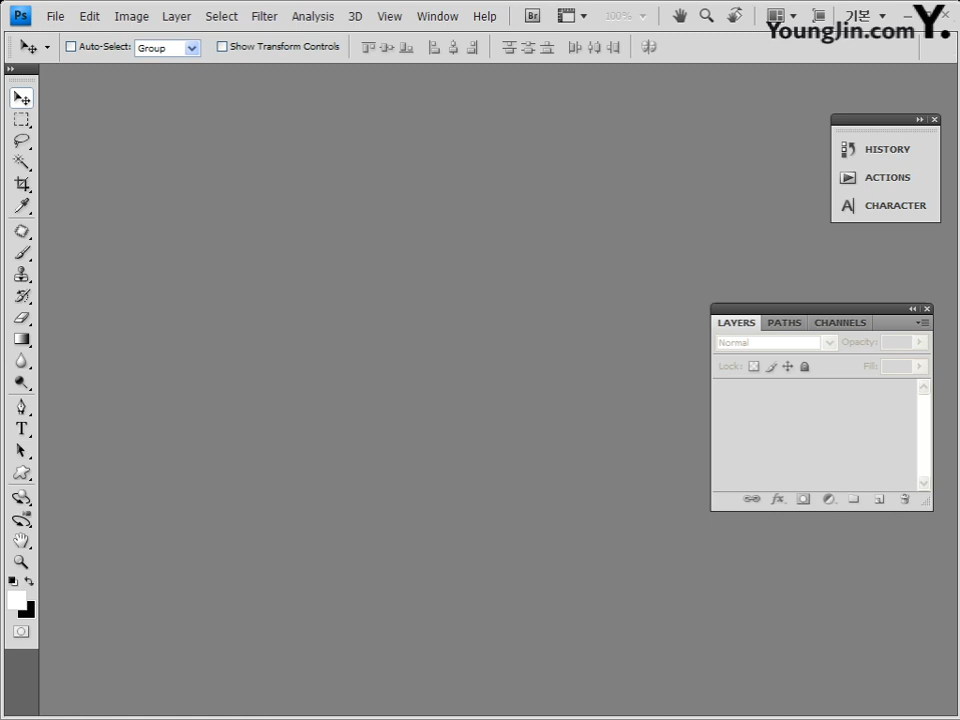 Ps File Edit Image Layer Select Filter Analysis 3D View Window Help Br 100% 기본
YoungJin.com Y.
Auto-Select: Group Show Transform Controls
HISTORY
ACTIONS
CHARACTER
LAYERS PATHS CHANNELS
Normal Opacity:
Lock: Fill: